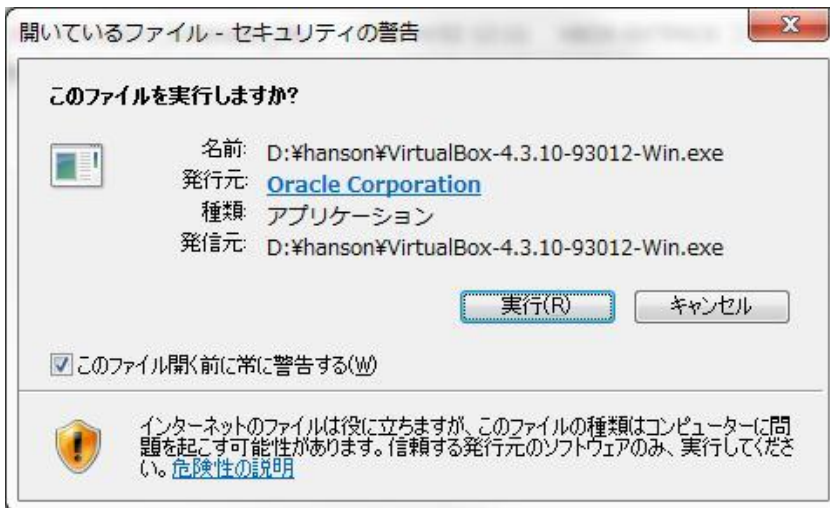 開いているファイル - セキュリティの警告
このファイルを実行しますか?
名前: D:¥hanson¥VirtualBox-4.3.10-93012-Win.exe
発行元: Oracle Corporation
種類: アプリケーション
発信元: D:¥hanson¥VirtualBox-4.3.10-93012-Win.exe
実行(R) キャンセル
このファイル開く前に常に警告する(W)
インターネットのファイルは役に立ちますが、このファイルの種類はコンピューターに問
題を起こす可能性があります。信頼する発行元のソフトウェアのみ、実行してくださ
い。危険性の説明